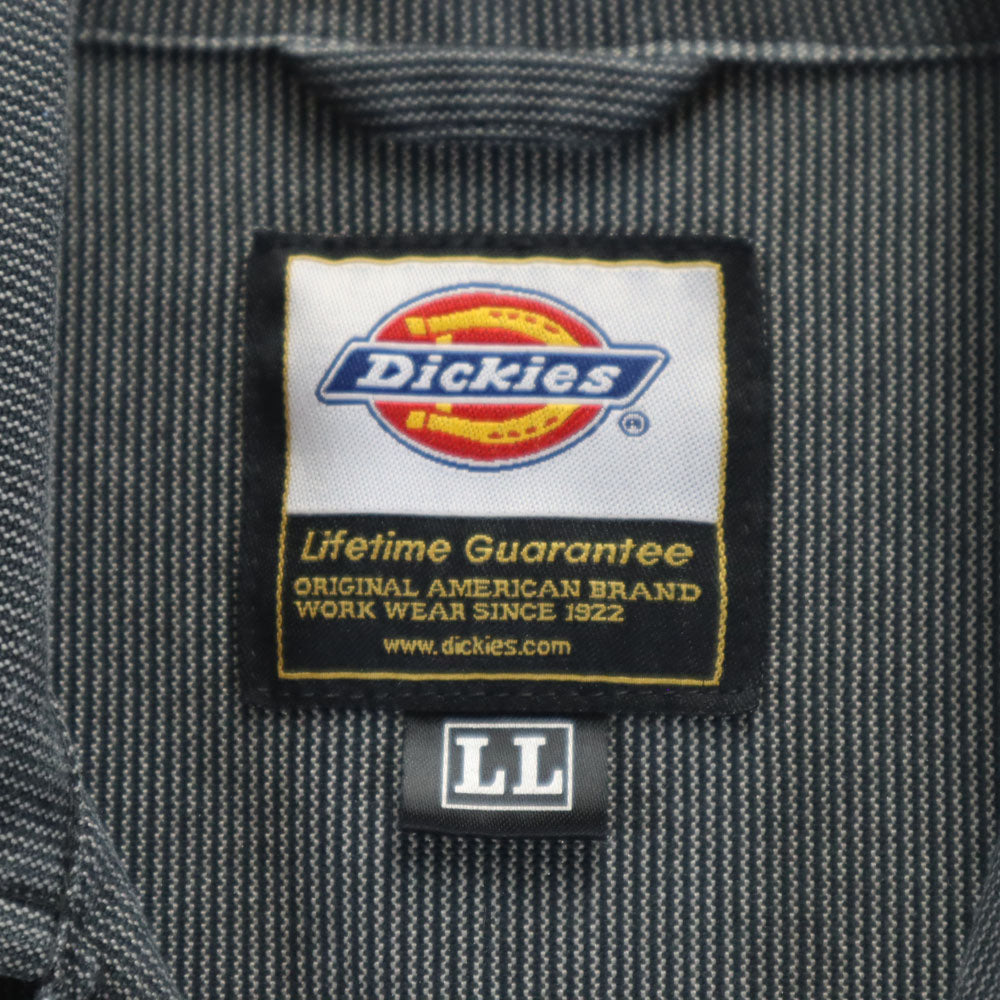 Dickies
®
Lifetime Guarantee
ORIGINAL AMERICAN BRAND
WORK WEAR SINCE 1922
www.dickies.com
LL